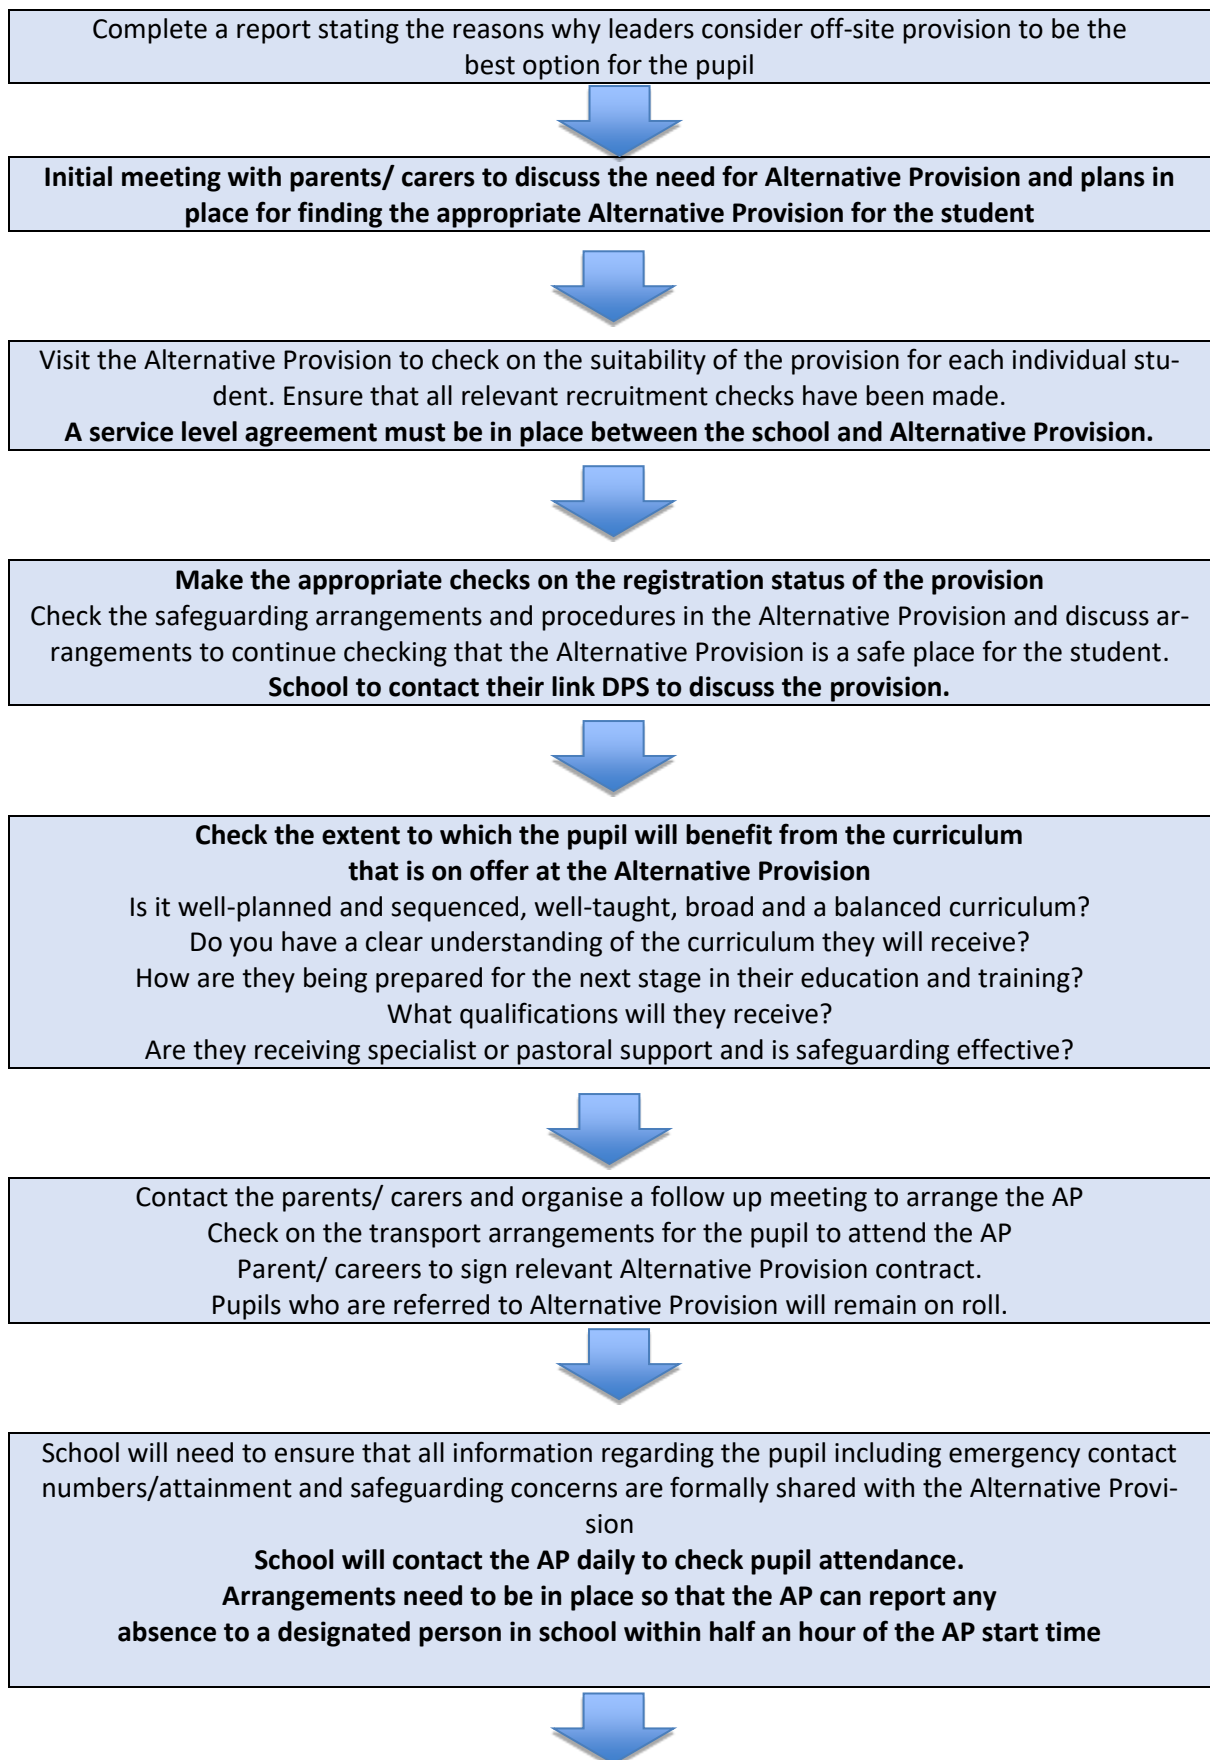 Complete a report stating the reasons why leaders consider off-site provision to be the
best option for the pupil
Initial meeting with parents/ carers to discuss the need for Alternative Provision and plans in
place for finding the appropriate Alternative Provision for the student
Visit the Alternative Provision to check on the suitability of the provision for each individual stu-
dent. Ensure that all relevant recruitment checks have been made.
A service level agreement must be in place between the school and Alternative Provision.
Make the appropriate checks on the registration status of the provision
Check the safeguarding arrangements and procedures in the Alternative Provision and discuss ar-
rangements to continue checking that the Alternative Provision is a safe place for the student.
School to contact their link DPS to discuss the provision.
Check the extent to which the pupil will benefit from the curriculum
that is on offer at the Alternative Provision
Is it well-planned and sequenced, well-taught, broad and a balanced curriculum?
Do you have a clear understanding of the curriculum they will receive?
How are they being prepared for the next stage in their education and training?
What qualifications will they receive?
Are they receiving specialist or pastoral support and is safeguarding effective?
Contact the parents/ carers and organise a follow up meeting to arrange the AP
Check on the transport arrangements for the pupil to attend the AP
Parent/ careers to sign relevant Alternative Provision contract.
Pupils who are referred to Alternative Provision will remain on roll.
School will need to ensure that all information regarding the pupil including emergency contact
numbers/attainment and safeguarding concerns are formally shared with the Alternative Provi-
sion
School will contact the AP daily to check pupil attendance.
Arrangements need to be in place so that the AP can report any
absence to a designated person in school within half an hour of the AP start time